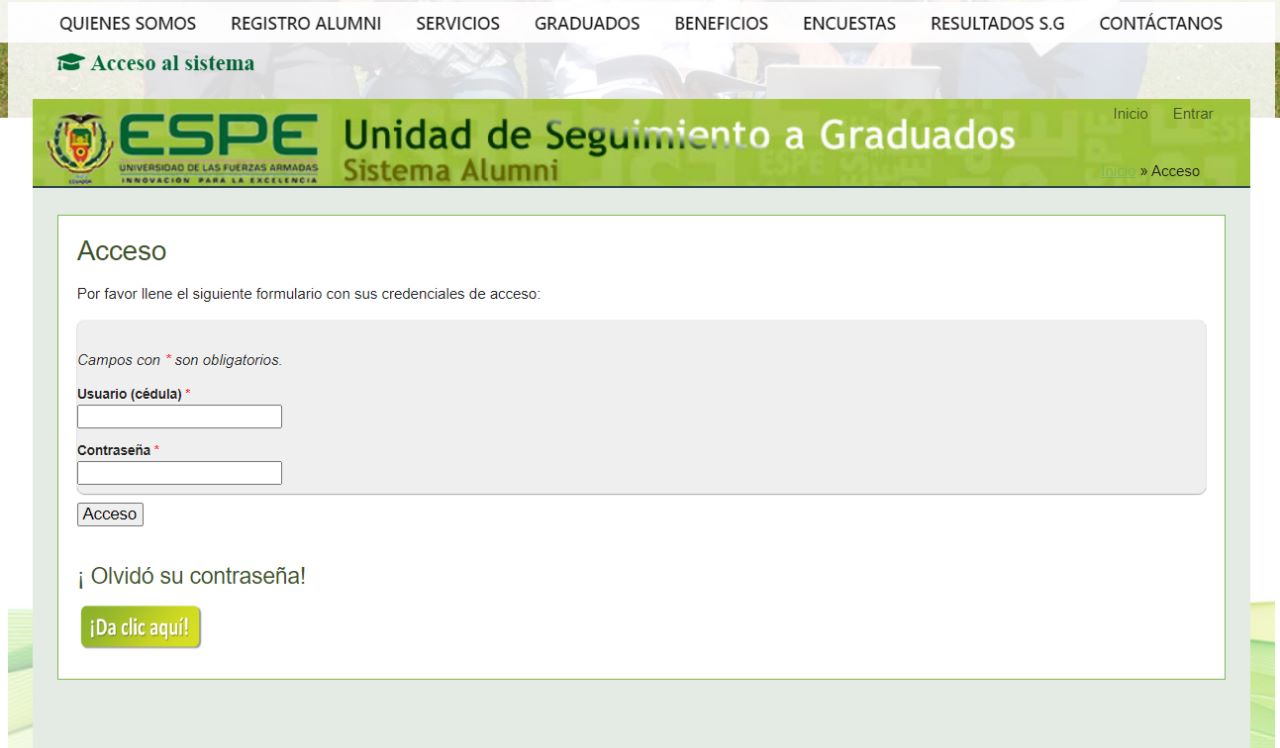 QUIENES SOMOS REGISTRO ALUMNI SERVICIOS GRADUADOS BENEFICIOS ENCUESTAS RESULTADOS S.G CONTÁCTANOS
Acceso al sistema
Inicio Entrar
ESPE
UNIVERSIDAD DE LAS FUERZAS ARMADAS
INNOVACIÓN PARA LA EXCELENCIA
ECUADOR
Unidad de Seguimiento a Graduados
Sistema Alumni
Inicio » Acceso
Acceso
Por favor llene el siguiente formulario con sus credenciales de acceso:
Campos con * son obligatorios.
Usuario (cédula) *
Contraseña *
Acceso
¡ Olvidó su contraseña!
¡Da clic aquí!